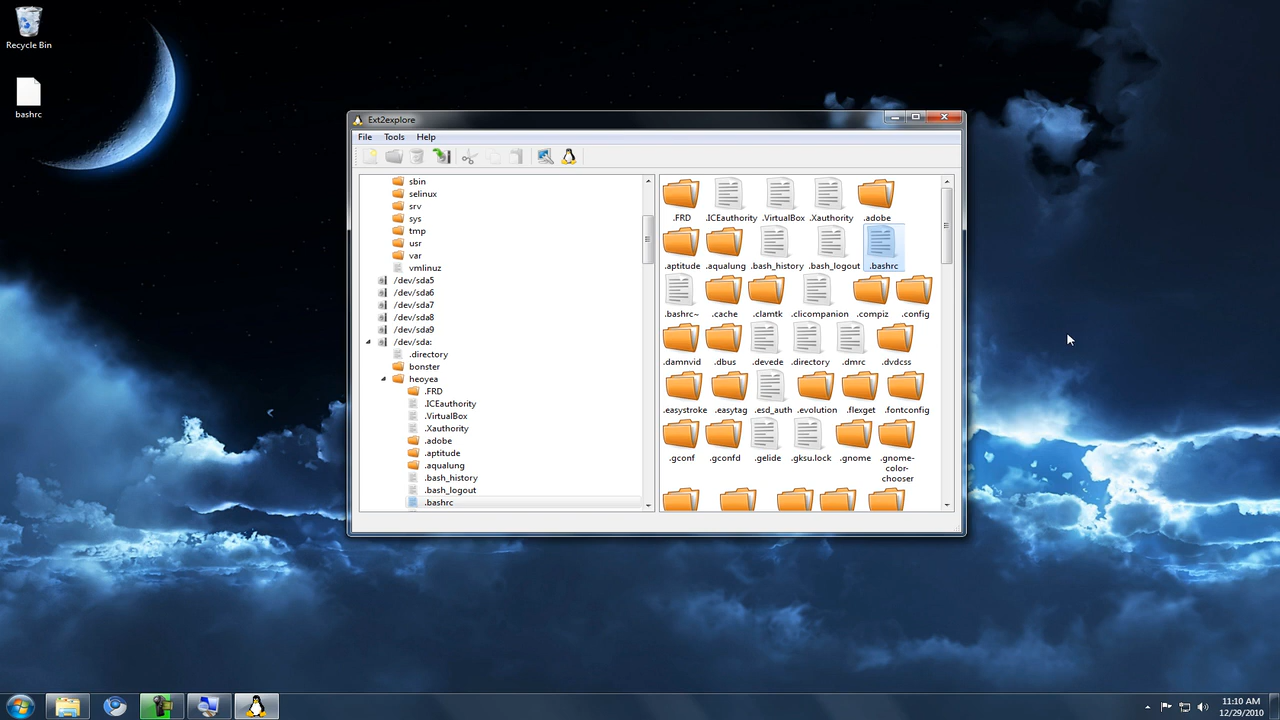 Recycle Bin
bashrc
Ext2explore
File Tools Help
sbin
selinux
srv
sys
tmp
usr
var
vmlinuz
/dev/sda5
/dev/sda6
/dev/sda7
/dev/sda8
/dev/sda9
/dev/sda:
.directory
bonster
heoyea
.FRD
.ICEauthority
.VirtualBox
.Xauthority
.adobe
.aptitude
.aqualung
.bash_history
.bash_logout
.bashrc
.FRD .ICEauthority .VirtualBox .Xauthority .adobe
.aptitude .aqualung .bash_history .bash_logout .bashrc
.bashrc~ .cache .clamtk .clicompanion .compiz .config
.damnvid .dbus .devede .directory .dmrc .dvdcss
.easystroke .easytag .esd_auth .evolution .flexget .fontconfig
.gconf .gconfd .gelide .gksu.lock .gnome .gnome-
color-
chooser
11:10 AM
12/29/2010